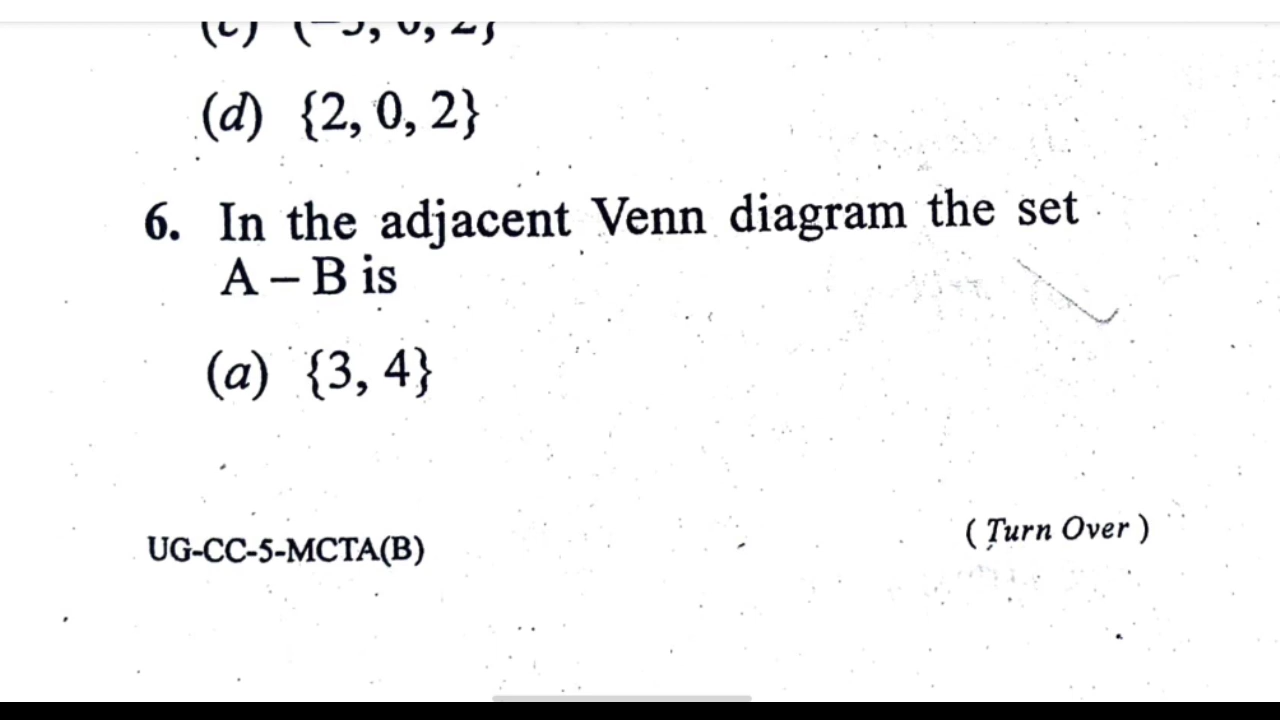 (d) {2, 0, 2}
6. In the adjacent Venn diagram the set
A – B is
(a) {3, 4}
UG-CC-5-MCTA(B)
( Turn Over )